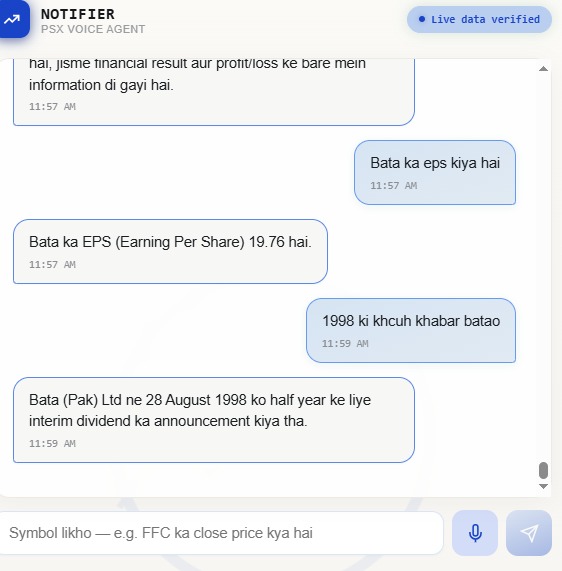 NOTIFIER
PSX VOICE AGENT
Live data verified
hai, jisme financial result aur profit/loss ke bare mein
information di gayi hai.
11:57 AM
Bata ka eps kiya hai
11:57 AM
Bata ka EPS (Earning Per Share) 19.76 hai.
11:57 AM
1998 ki khcuh khabar batao
11:59 AM
Bata (Pak) Ltd ne 28 August 1998 ko half year ke liye
interim dividend ka announcement kiya tha.
11:59 AM
Symbol likho — e.g. FFC ka close price kya hai